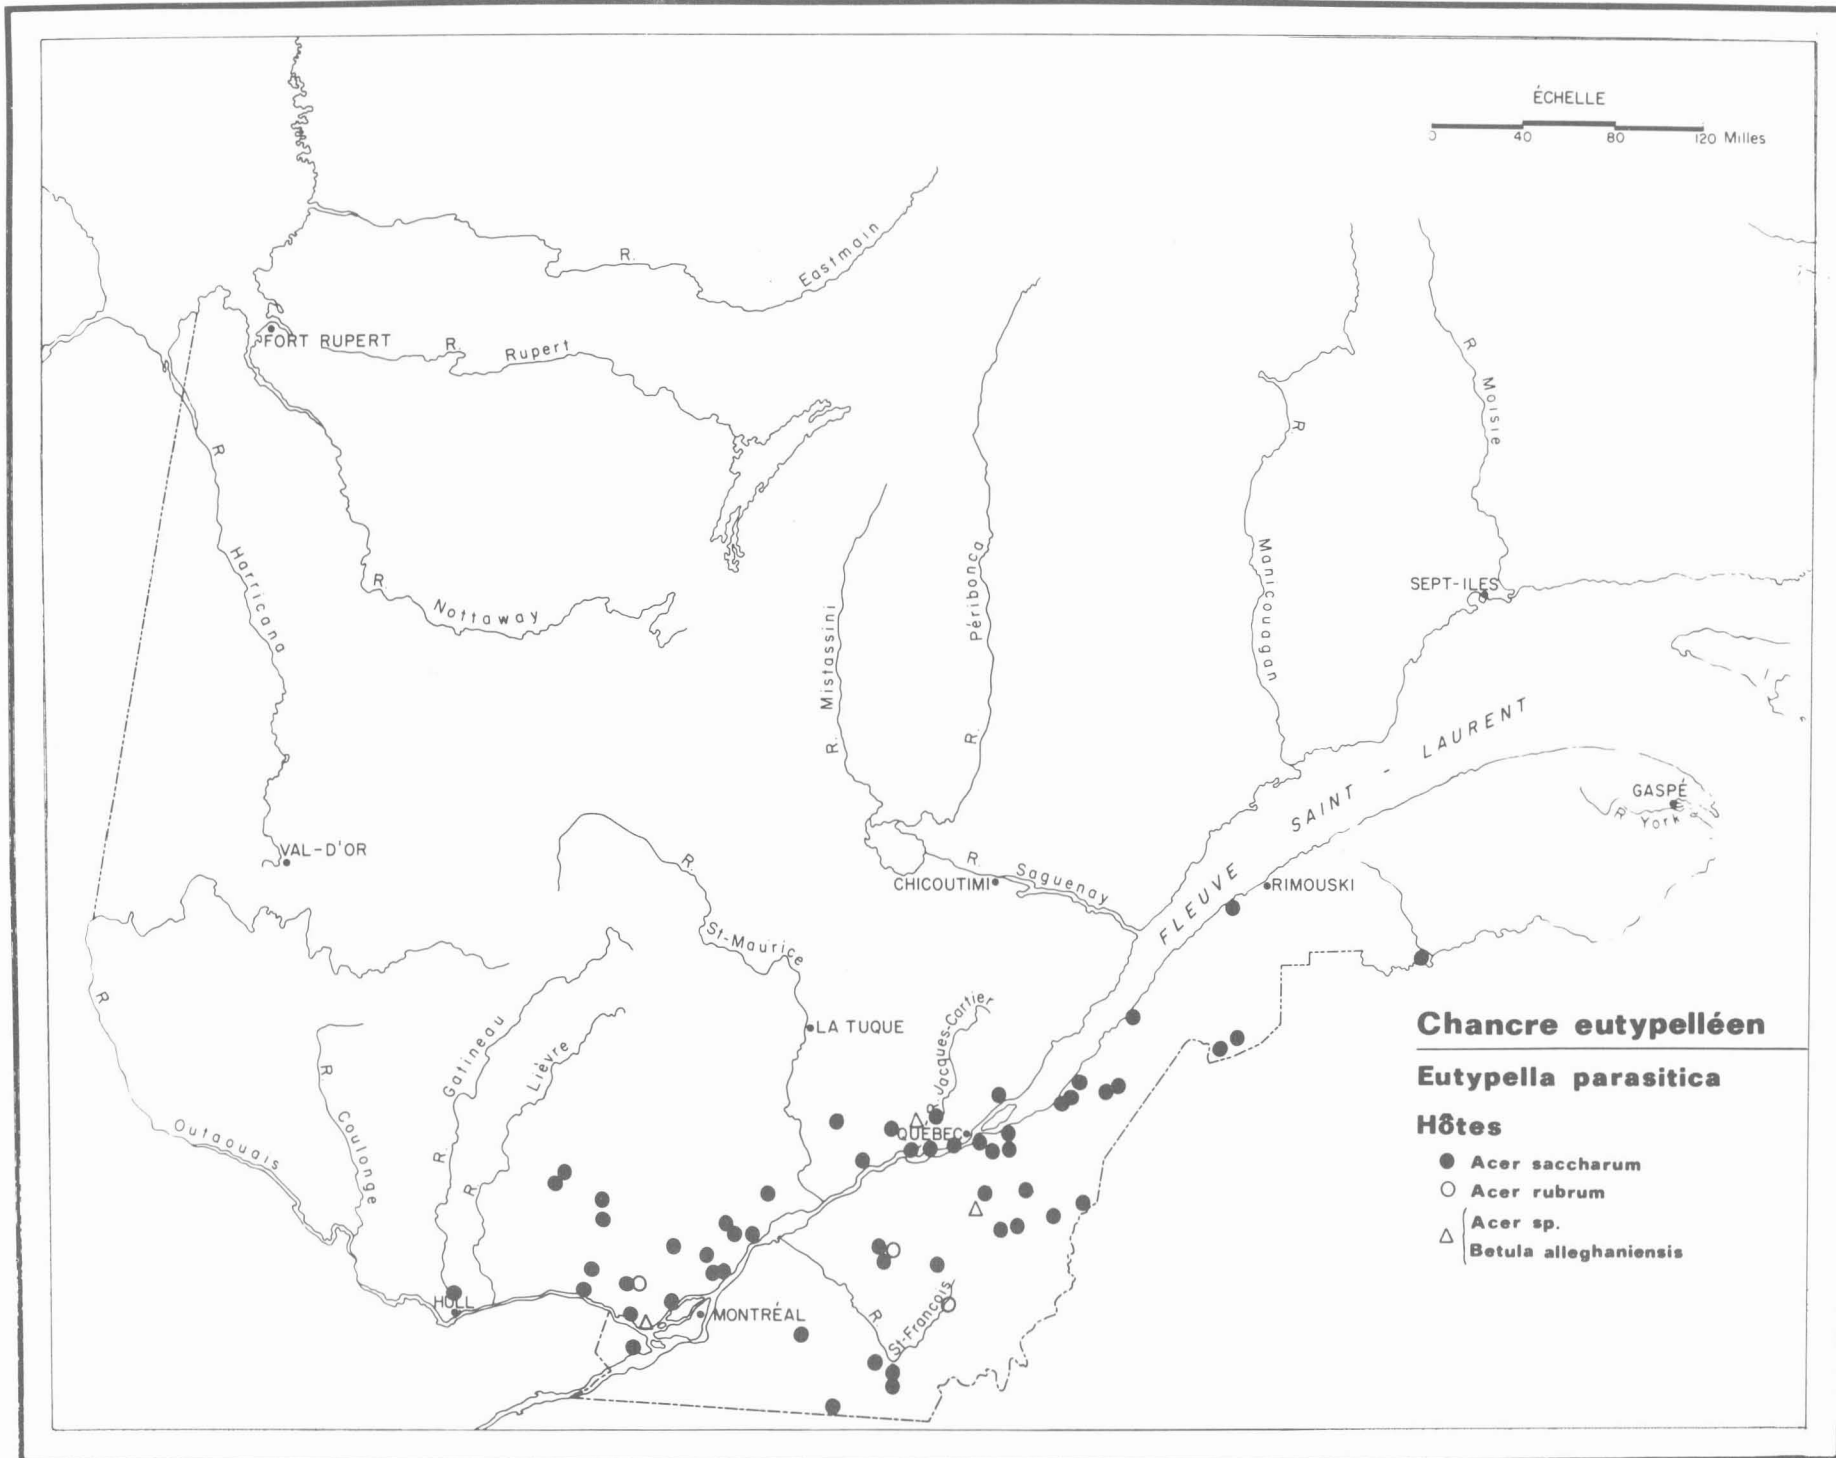 ÉCHELLE
0 40 80 120 Milles
R. Eastmain
FORT RUPERT
R. Rupert
R Harricana
R. Nottaway
R. Mistassini
R. Péribonca
R Manicouagan
R Moisie
SEPT-ILES
FLEUVE SAINT - LAURENT
GASPÉ
R York
VAL-D'OR
CHICOUTIMI
R. Saguenay
RIMOUSKI
R. St-Maurice
LA TUQUE
R. Jacques-Cartier
R Outaouais
R. Coulonge
R. Gatineau
R. Lièvre
QUÉBEC
HULL
MONTRÉAL
R. St-François
Chancre eutypelléen
Eutypella parasitica
Hôtes
Acer saccharum
Acer rubrum
Acer sp.
Betula alleghaniensis